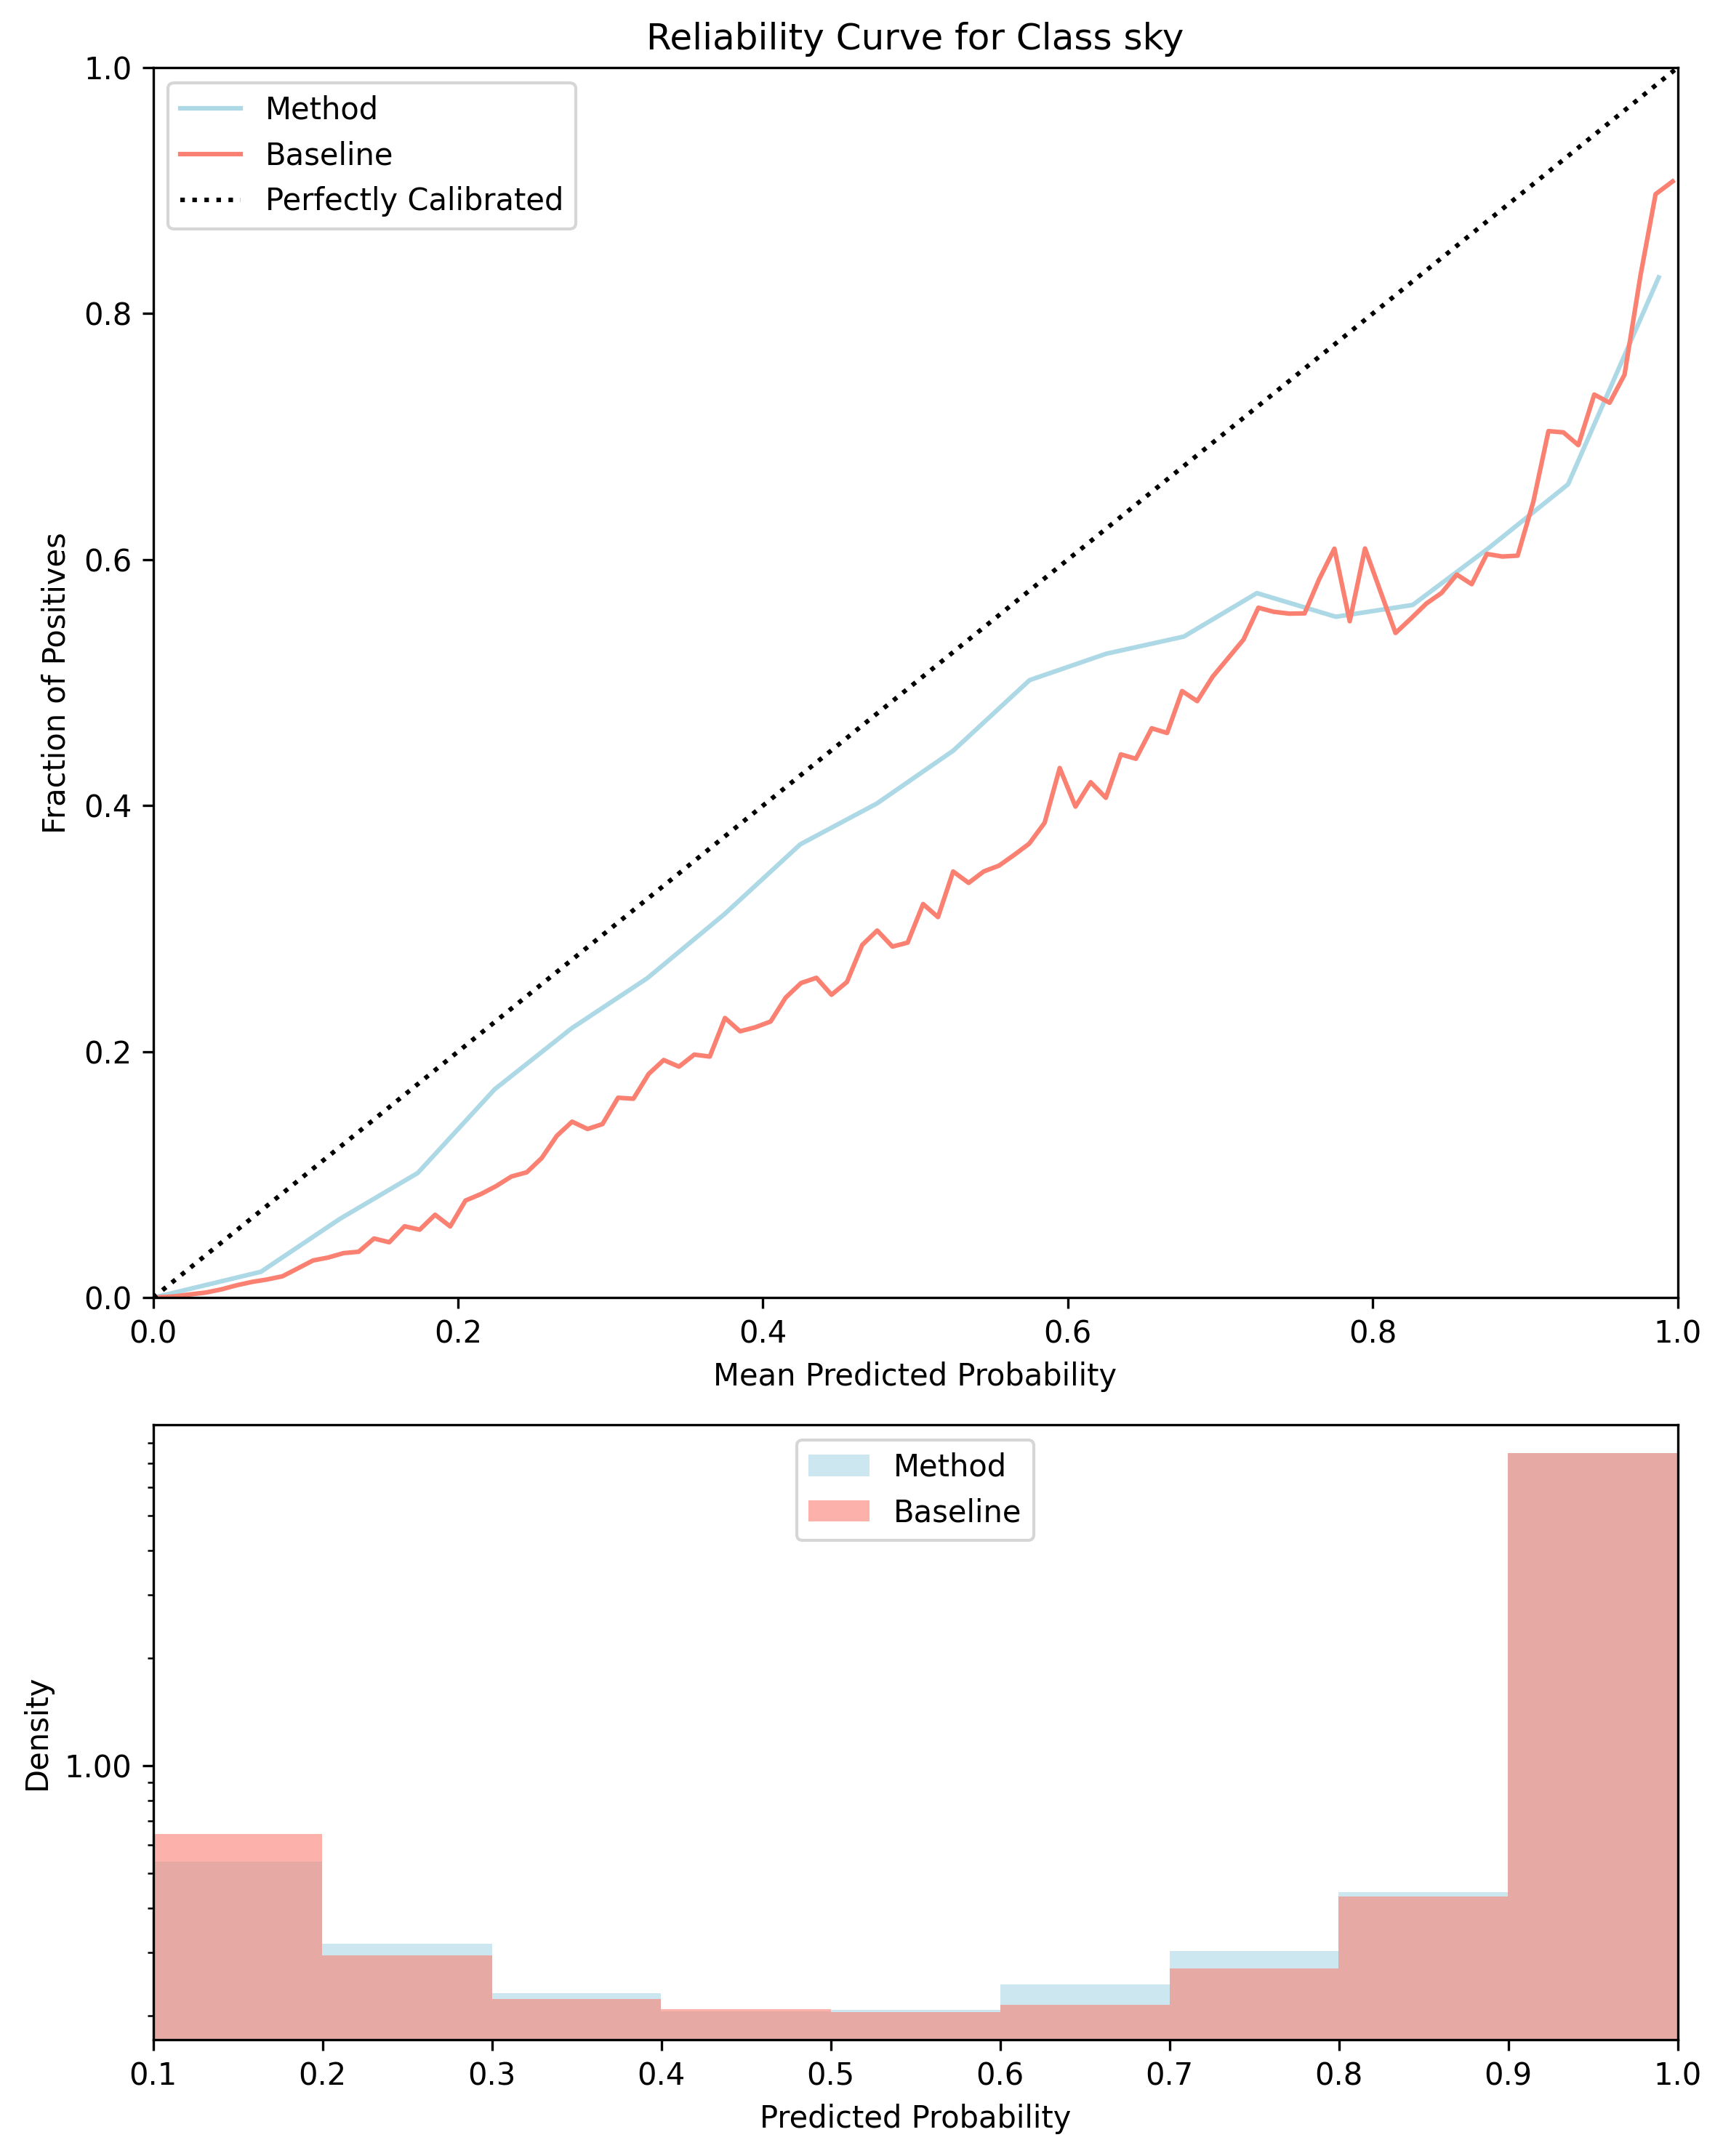 Reliability Curve for Class sky
Method
Baseline
Perfectly Calibrated
1.0
0.8
0.6
0.4
0.2
0.0
Fraction of Positives
0.0 0.2 0.4 0.6 0.8 1.0
Mean Predicted Probability
Method
Baseline
Density
1.00
0.1 0.2 0.3 0.4 0.5 0.6 0.7 0.8 0.9 1.0
Predicted Probability